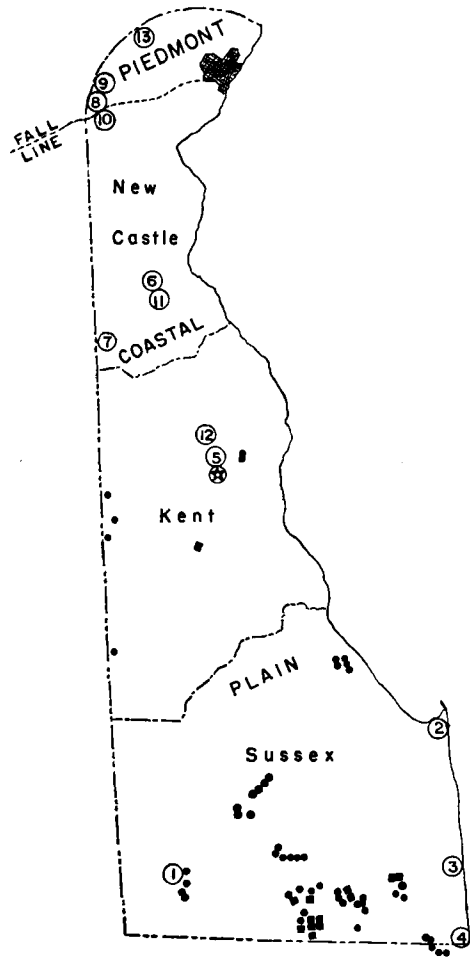 13
PIEDMONT
9
8
10
FALL
LINE
New
Castle
6
11
7
COASTAL
12
5
Kent
PLAIN
2
Sussex
1
3
4